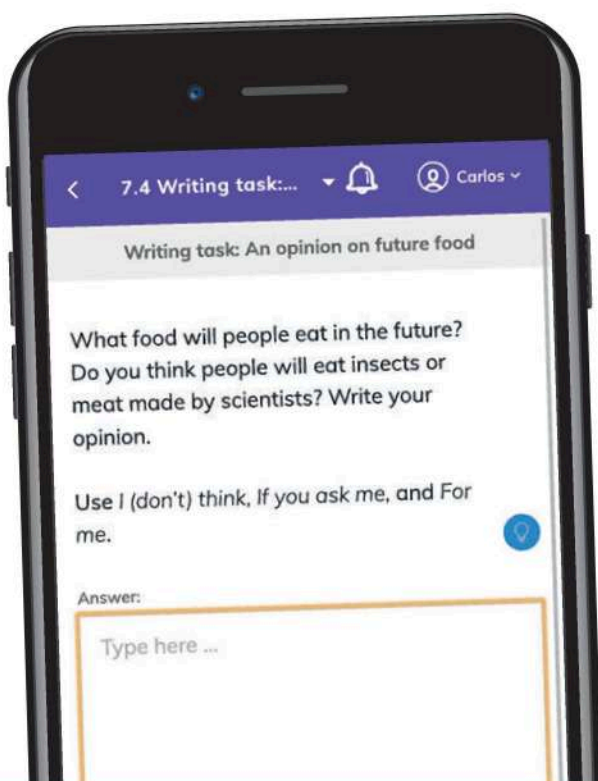 7.4 Writing task:...
Carlos
Writing task: An opinion on future food
What food will people eat in the future?
Do you think people will eat insects or
meat made by scientists? Write your
opinion.
Use I (don't) think, If you ask me, and For
me.
Answer:
Type here ...